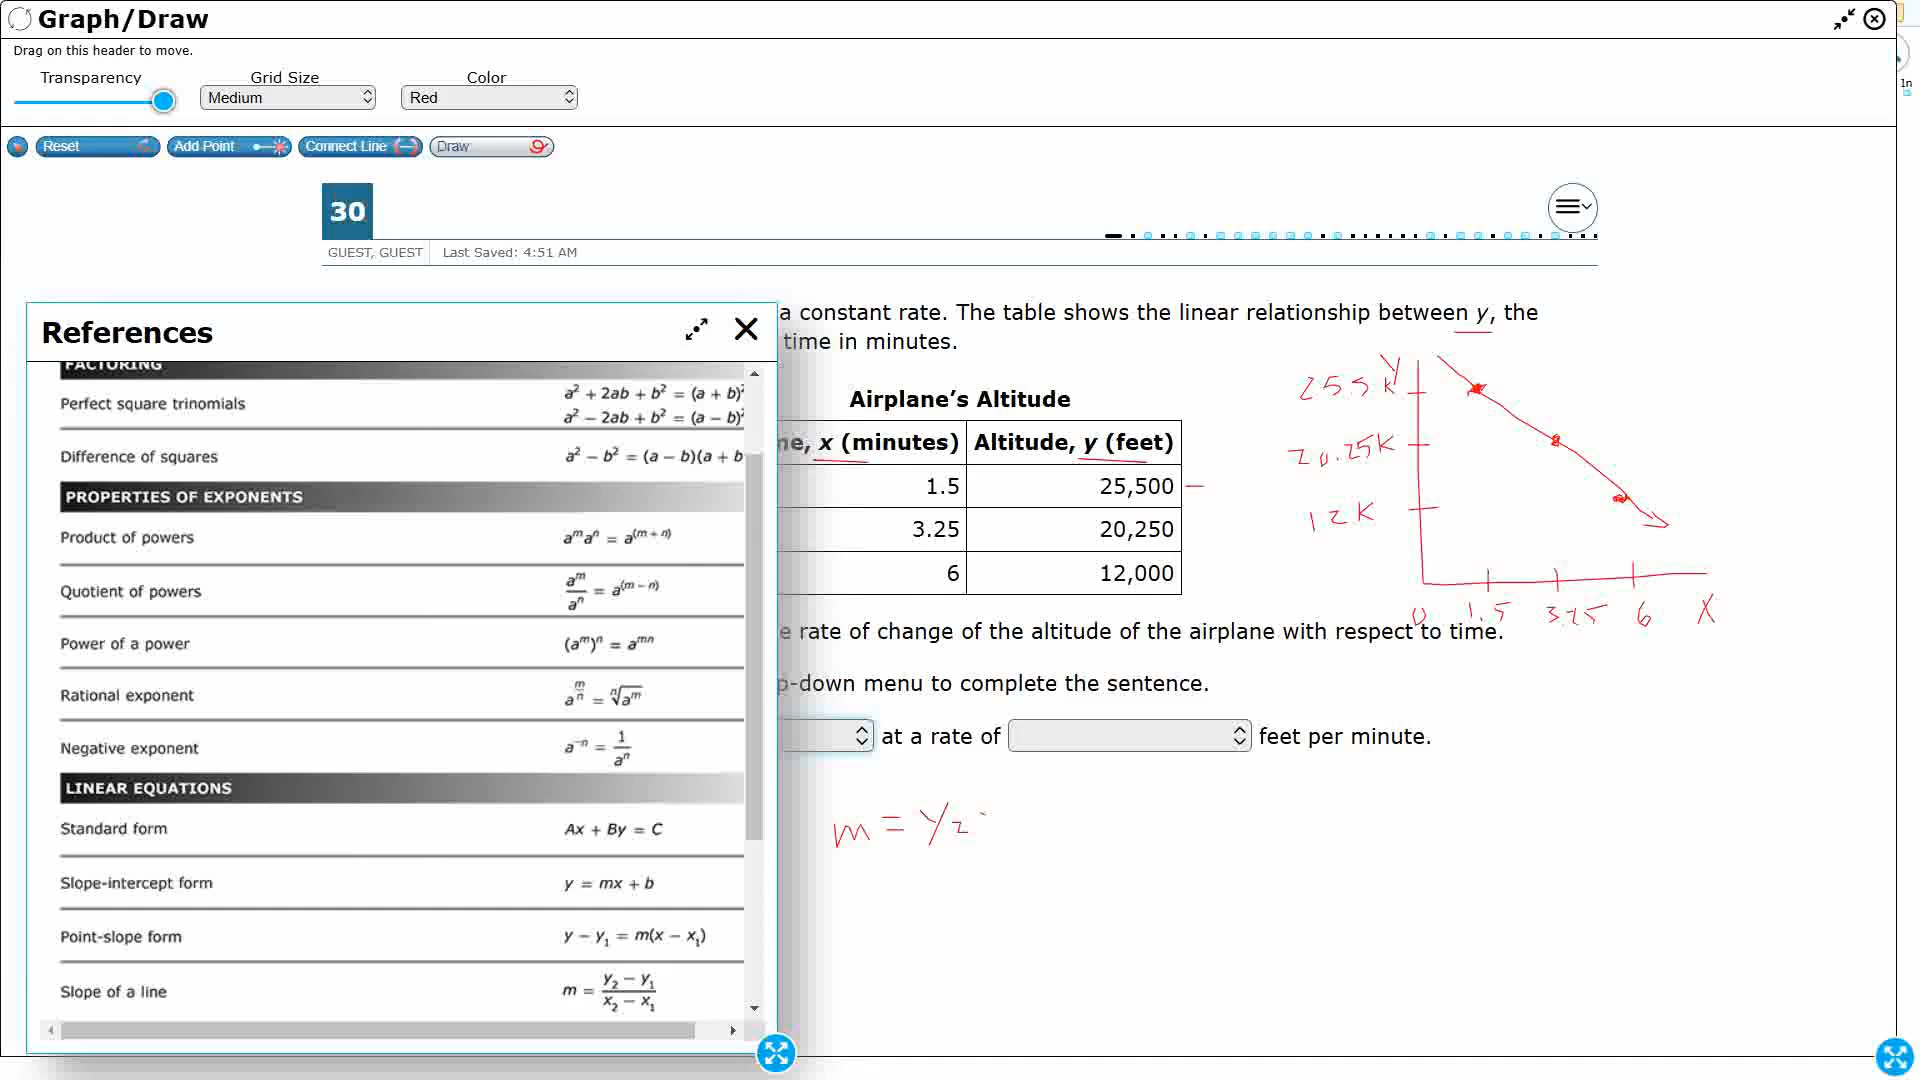 Graph/Draw
Drag on this header to move.
Transparency
Grid Size
Color
Medium
Red
Reset
Add Point
Connect Line
Draw
30
GUEST, GUEST
Last Saved: 4:51 AM
a constant rate. The table shows the linear relationship between y, the
time in minutes.
Airplane's Altitude
x (minutes)
Altitude, y (feet)
1.5
25,500
3.25
20,250
6
12,000
e rate of change of the altitude of the airplane with respect to time.
p-down menu to complete the sentence.
at a rate of
feet per minute.
m = y2
Y
25.5 K
20.25K
12K
0
1.5
3.25
6
X
References
FACTORING
Perfect square trinomials
a² + 2ab + b² = (a + b)²
a² − 2ab + b² = (a − b)²
Difference of squares
a² − b² = (a − b)(a + b
PROPERTIES OF EXPONENTS
Product of powers
aᵐaⁿ = a⁽ᵐ ⁺ ⁿ⁾
Quotient of powers
aᵐ/aⁿ = a⁽ᵐ ⁻ ⁿ⁾
Power of a power
(aᵐ)ⁿ = aᵐⁿ
Rational exponent
a^(m/n) = ⁿ√aᵐ
Negative exponent
a⁻ⁿ = 1/aⁿ
LINEAR EQUATIONS
Standard form
Ax + By = C
Slope-intercept form
y = mx + b
Point-slope form
y − y₁ = m(x − x₁)
Slope of a line
m = (y₂ − y₁)/(x₂ − x₁)